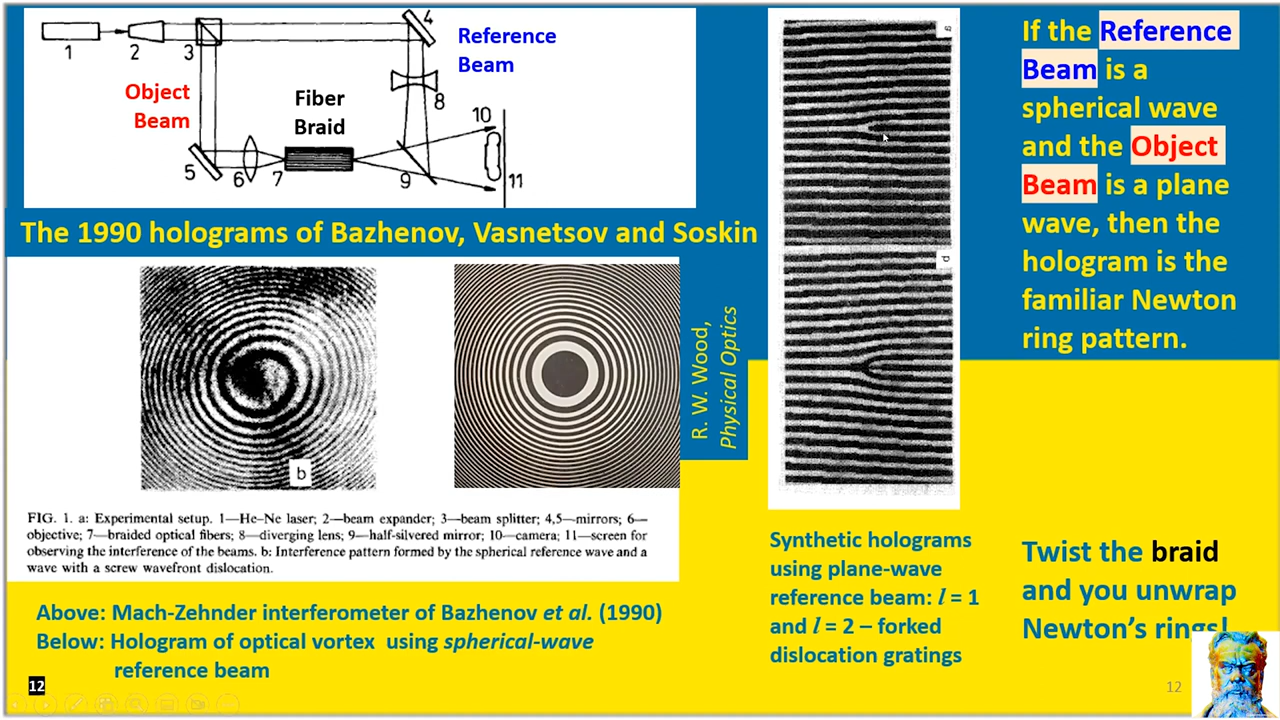 1
2
3
4
Reference
Beam
Object
Beam
Fiber
Braid
8
10
5
6
7
9
11
The 1990 holograms of Bazhenov, Vasnetsov and Soskin
b
R. W. Wood,
Physical Optics
FIG. 1. a: Experimental setup. 1—He–Ne laser; 2—beam expander; 3—beam splitter; 4,5—mirrors; 6—
objective; 7—braided optical fibers; 8—diverging lens; 9—half-silvered mirror; 10—camera; 11—screen for
observing the interference of the beams. b: Interference pattern formed by the spherical reference wave and a
wave with a screw wavefront dislocation.
Above: Mach-Zehnder interferometer of Bazhenov et al. (1990)
Below: Hologram of optical vortex using spherical-wave
reference beam
12
Synthetic holograms
using plane-wave
reference beam: l = 1
and l = 2 – forked
dislocation gratings
If the Reference
Beam is a
spherical wave
and the Object
Beam is a plane
wave, then the
hologram is the
familiar Newton
ring pattern.
Twist the braid
and you unwrap
Newton's rings!
12